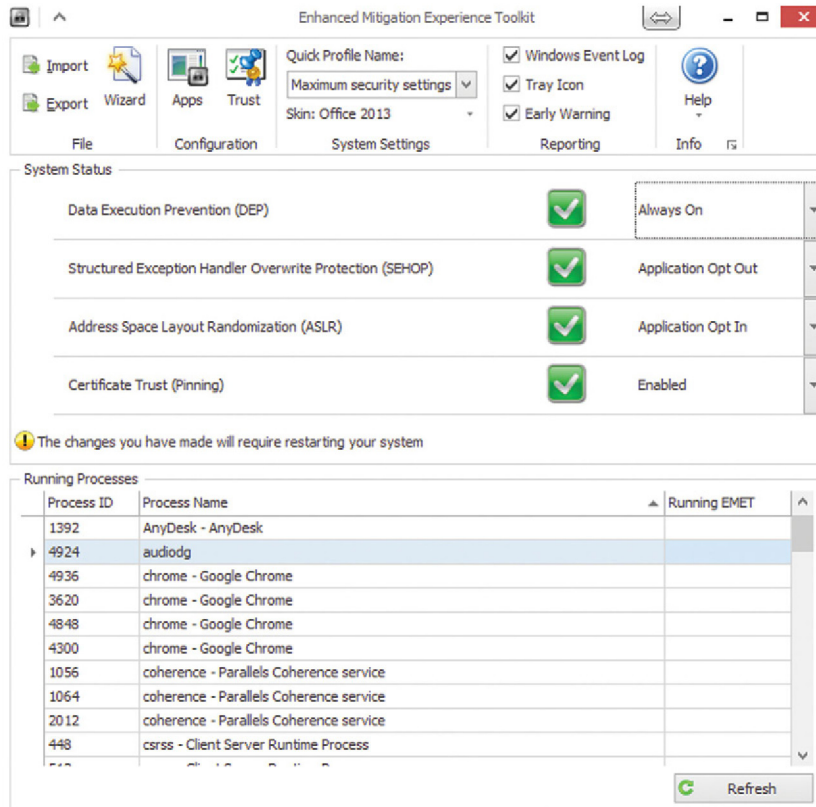 Enhanced Mitigation Experience Toolkit
Import
Export
Wizard
File
Apps
Trust
Configuration
Quick Profile Name:
Maximum security settings
Skin: Office 2013
System Settings
Windows Event Log
Tray Icon
Early Warning
Reporting
Help
Info
System Status
Data Execution Prevention (DEP) Always On
Structured Exception Handler Overwrite Protection (SEHOP) Application Opt Out
Address Space Layout Randomization (ASLR) Application Opt In
Certificate Trust (Pinning) Enabled
The changes you have made will require restarting your system
Running Processes
Process ID Process Name Running EMET
1392 AnyDesk - AnyDesk
4924 audiodg
4936 chrome - Google Chrome
3620 chrome - Google Chrome
4848 chrome - Google Chrome
4300 chrome - Google Chrome
1056 coherence - Parallels Coherence service
1064 coherence - Parallels Coherence service
2012 coherence - Parallels Coherence service
448 csrss - Client Server Runtime Process
Refresh